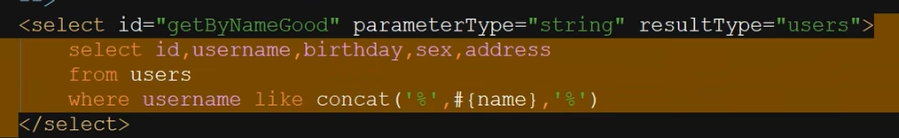 -->
<select id="getByNameGood" parameterType="string" resultType="users">
select id,username,birthday,sex,address
from users
where username like concat('%',#{name},'%')
</select>